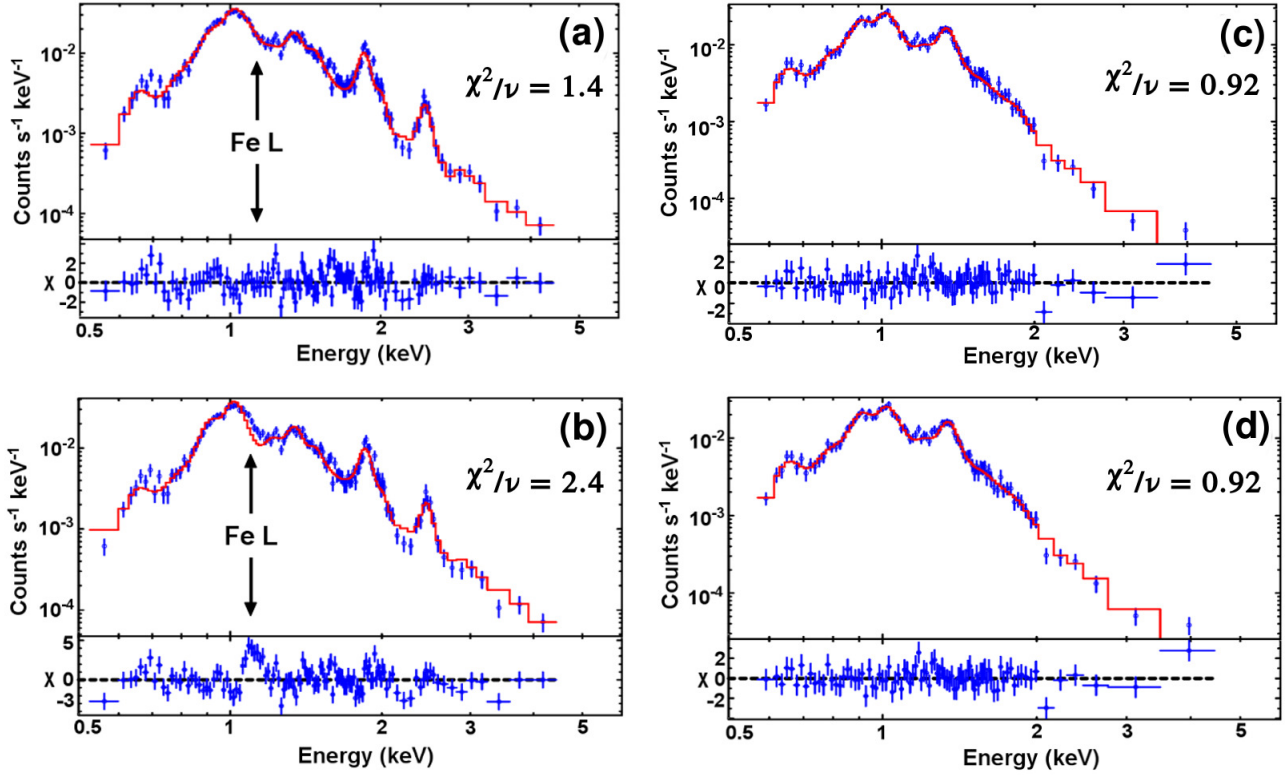 (a)
χ²/ν = 1.4
Fe L
Counts s⁻¹ keV⁻¹
10⁻²
10⁻³
10⁻⁴
χ
2
0
-2
0.5 1 2 3 5
Energy (keV)
(c)
χ²/ν = 0.92
Counts s⁻¹ keV⁻¹
10⁻²
10⁻³
10⁻⁴
χ
2
0
-2
0.5 1 2 3 5
Energy (keV)
(b)
χ²/ν = 2.4
Fe L
Counts s⁻¹ keV⁻¹
10⁻²
10⁻³
10⁻⁴
χ
5
0
-3
0.5 1 2 3 5
Energy (keV)
(d)
χ²/ν = 0.92
Counts s⁻¹ keV⁻¹
10⁻²
10⁻³
10⁻⁴
χ
2
0
-2
0.5 1 2 3 5
Energy (keV)